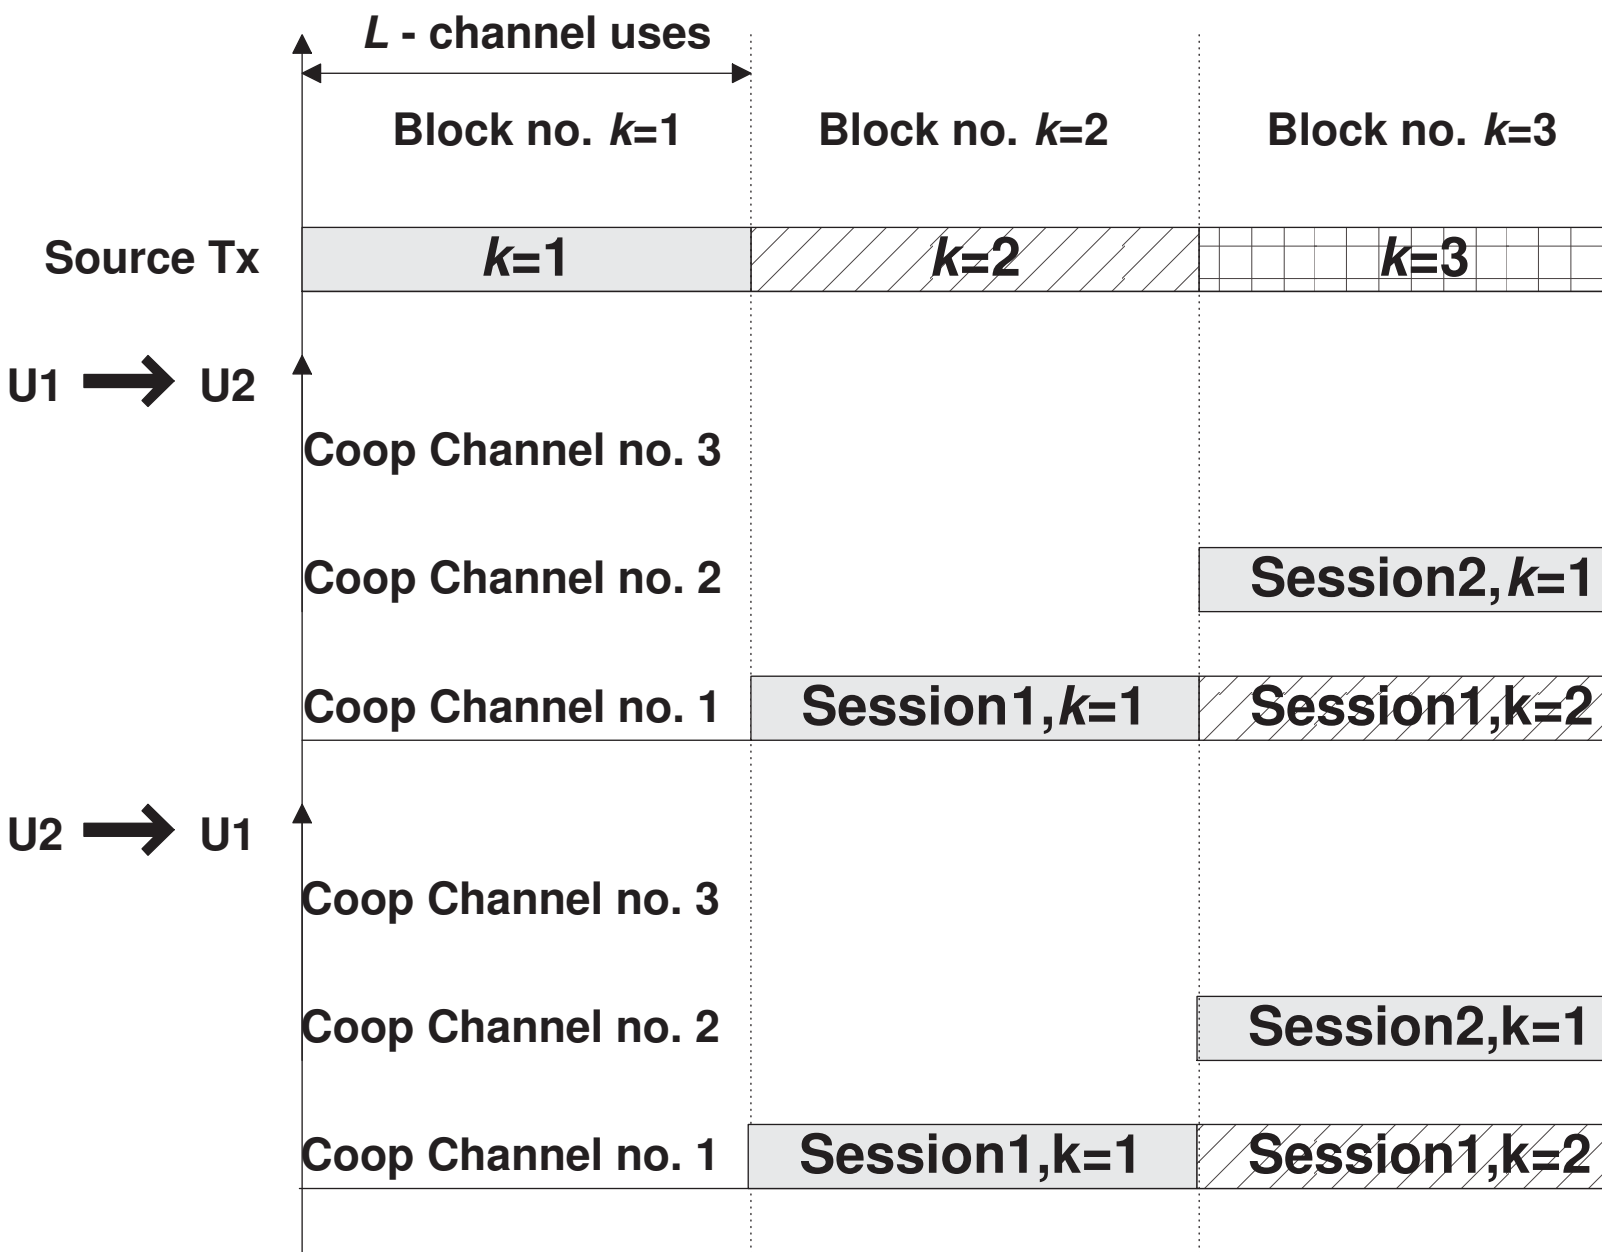 L - channel uses
Block no. k=1 Block no. k=2 Block no. k=3
Source Tx k=1 k=2 k=3
U1 U2
Coop Channel no. 3
Coop Channel no. 2 Session2,k=1
Coop Channel no. 1 Session1,k=1 Session1,k=2
U2 U1
Coop Channel no. 3
Coop Channel no. 2 Session2,k=1
Coop Channel no. 1 Session1,k=1 Session1,k=2